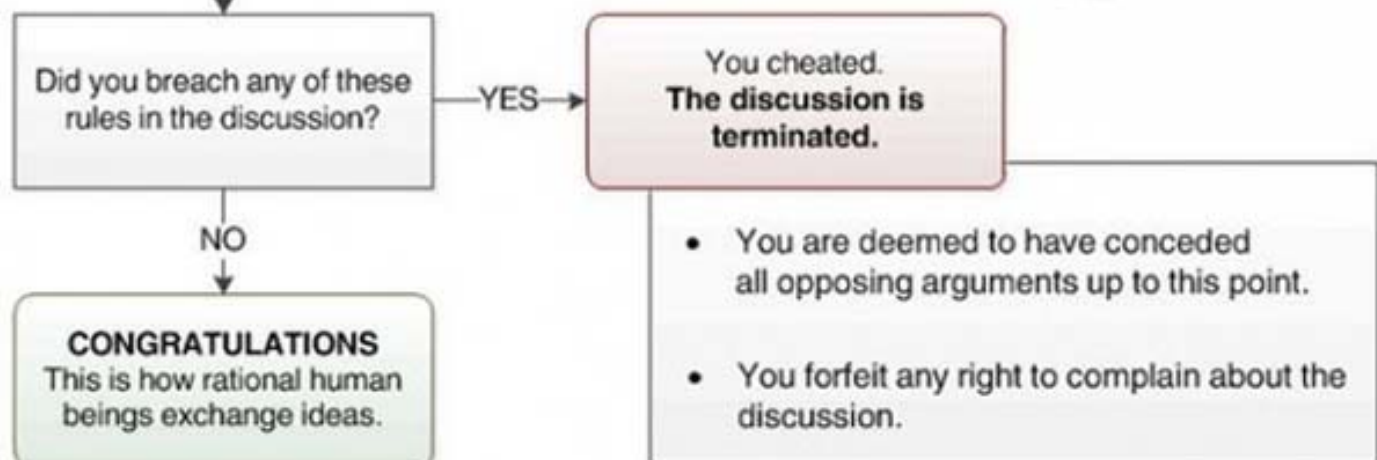 Did you breach any of these
rules in the discussion?
YES
You cheated.
The discussion is
terminated.
NO
CONGRATULATIONS
This is how rational human
beings exchange ideas.
• You are deemed to have conceded
all opposing arguments up to this point.
• You forfeit any right to complain about the
discussion.